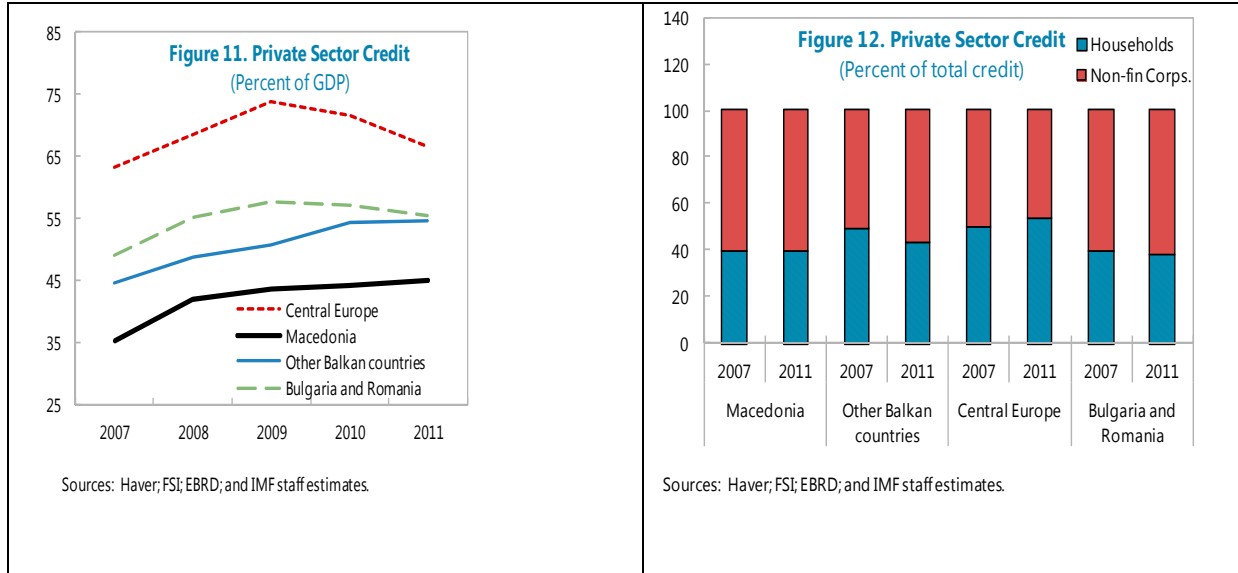 Figure 11. Private Sector Credit
(Percent of GDP)
85
75
65
55
45
35
25
Central Europe
Macedonia
Other Balkan countries
Bulgaria and Romania
2007 2008 2009 2010 2011
Sources: Haver; FSI; EBRD; and IMF staff estimates.
Figure 12. Private Sector Credit
(Percent of total credit)
Households
Non-fin Corps.
140
120
100
80
60
40
20
0
2007 2011 2007 2011 2007 2011 2007 2011
Macedonia Other Balkan Central Europe Bulgaria and
countries Romania
Sources: Haver; FSI; EBRD; and IMF staff estimates.